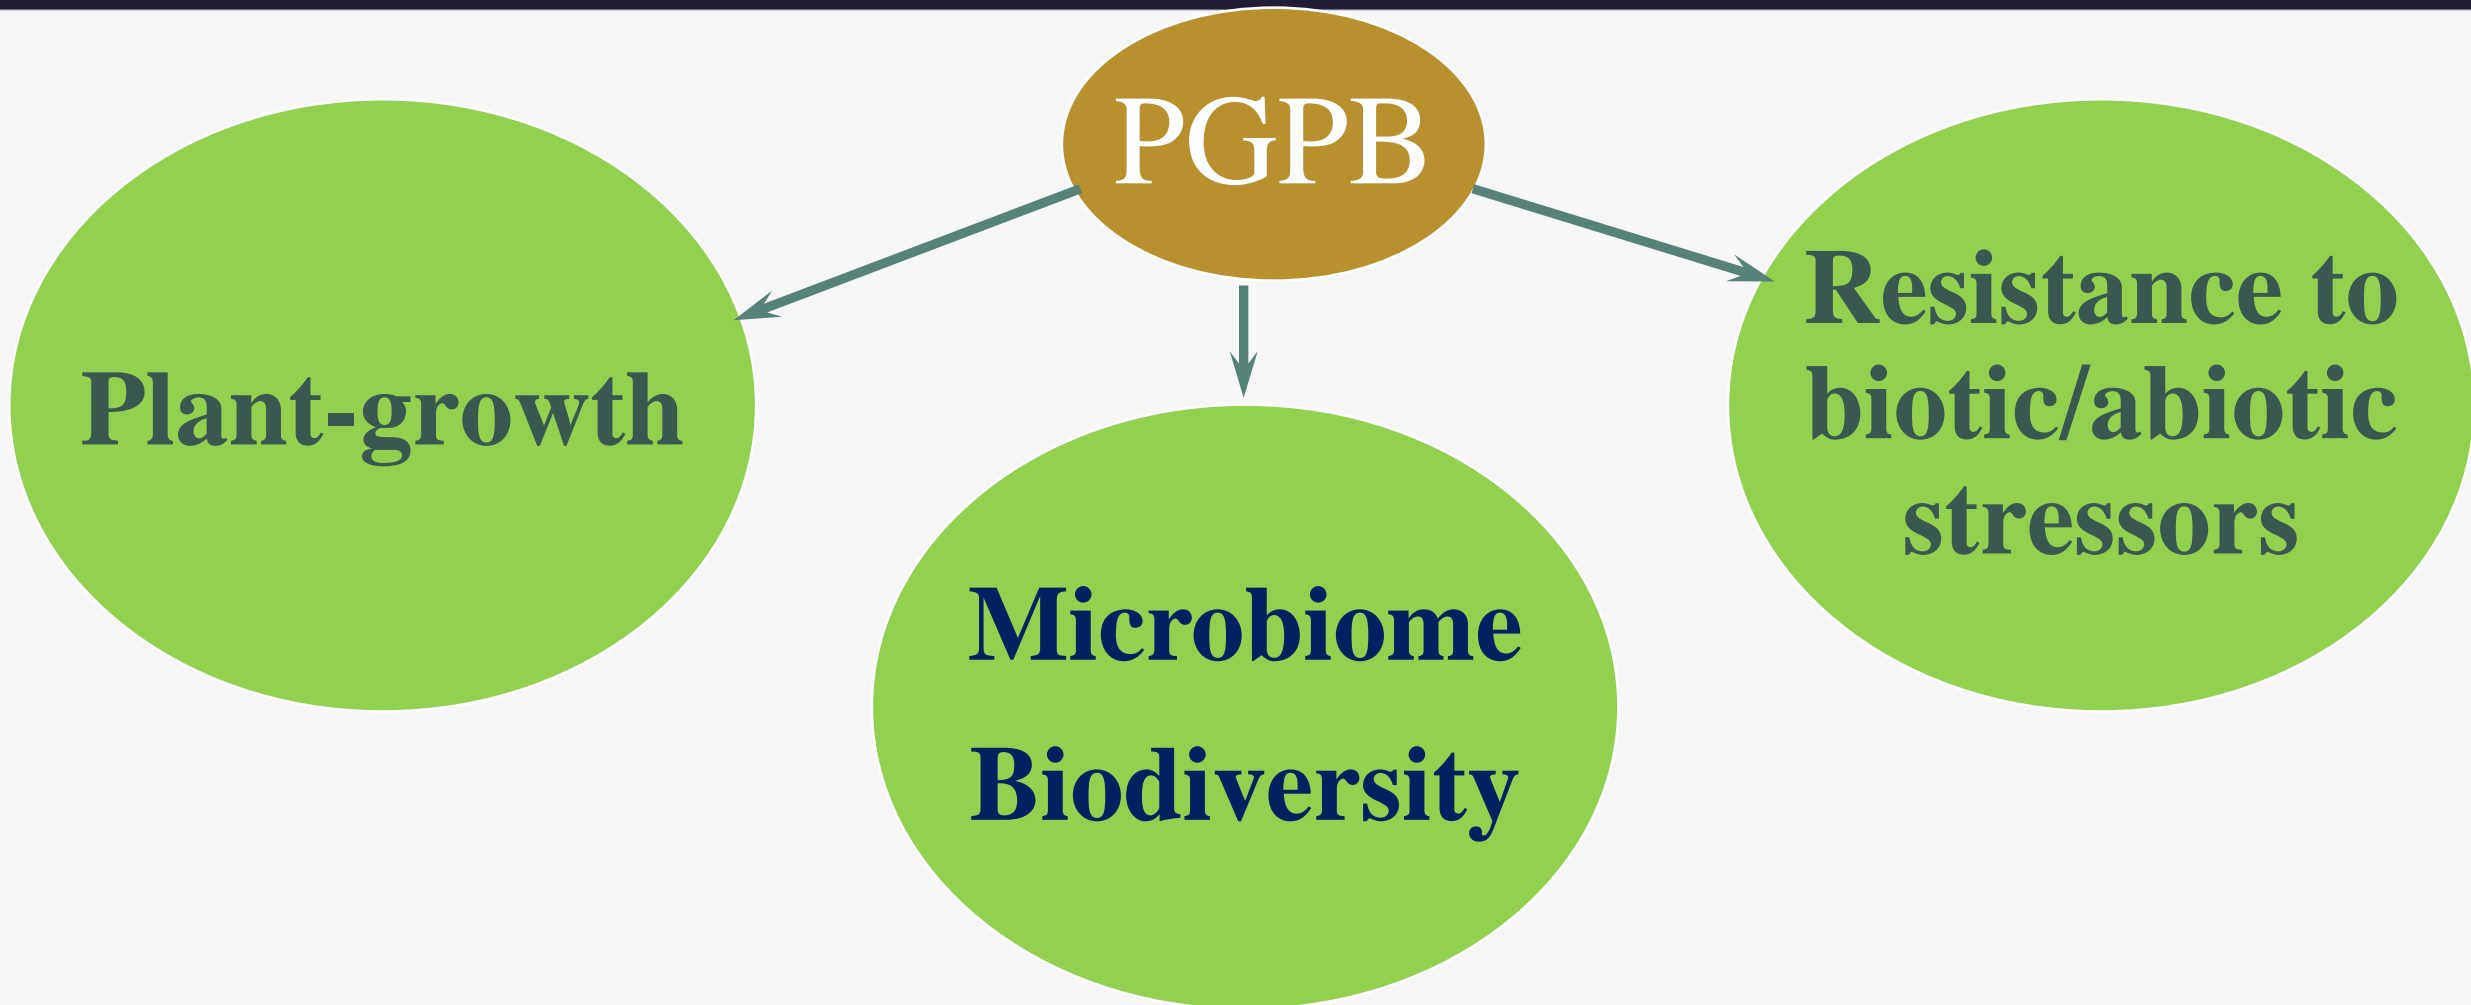 PGPB
Plant-growth
Microbiome
Biodiversity
Resistance to
biotic/abiotic
stressors